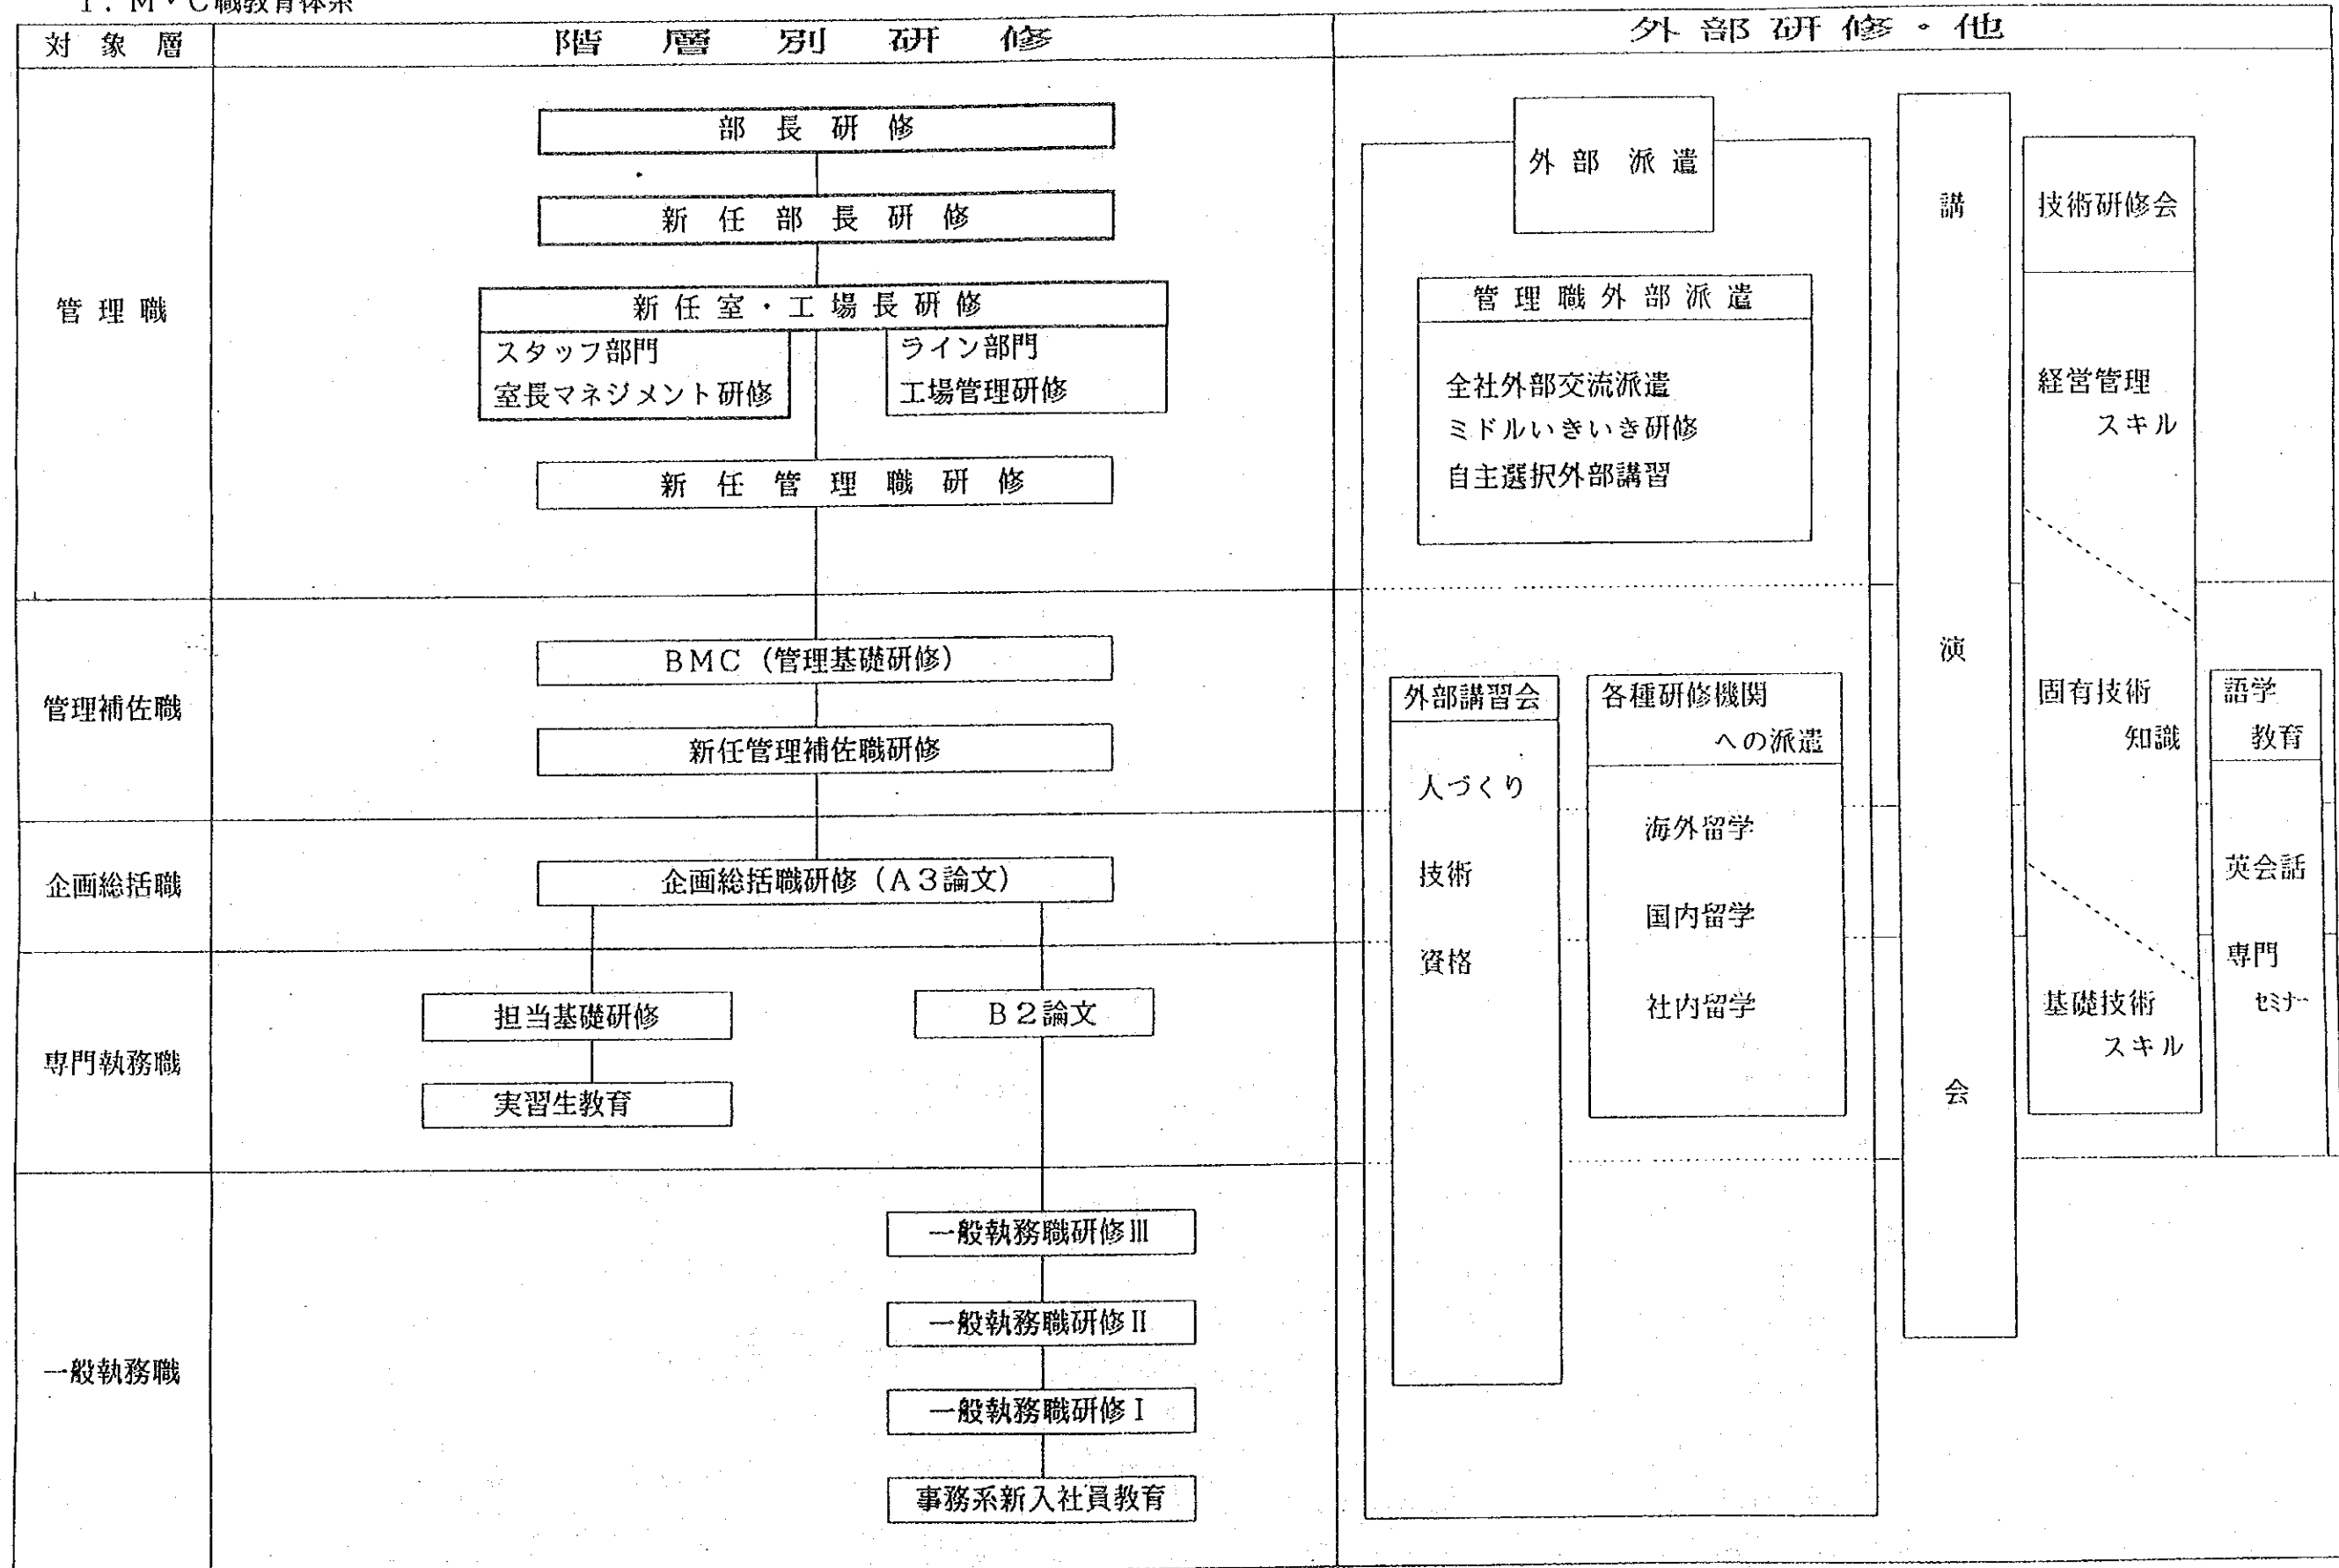 1．M・C職教育体系
対象層
階層別研修
外部研修・他
管理職
部長研修
新任部長研修
新任室・工場長研修
スタッフ部門
室長マネジメント研修
ライン部門
工場管理研修
新任管理職研修
外部派遣
管理職外部派遣
全社外部交流派遣
ミドルいきいき研修
自主選択外部講習
講演会
技術研修会
経営管理
スキル
固有技術
知識
基礎技術
スキル
管理補佐職
BMC（管理基礎研修）
新任管理補佐職研修
外部講習会
人づくり
技術
資格
各種研修機関
への派遣
海外留学
国内留学
社内留学
語学
教育
英会話
専門
セミナー
企画総括職
企画総括職研修（A3論文）
専門執務職
担当基礎研修
B2論文
実習生教育
一般執務職
一般執務職研修Ⅲ
一般執務職研修Ⅱ
一般執務職研修Ⅰ
事務系新入社員教育